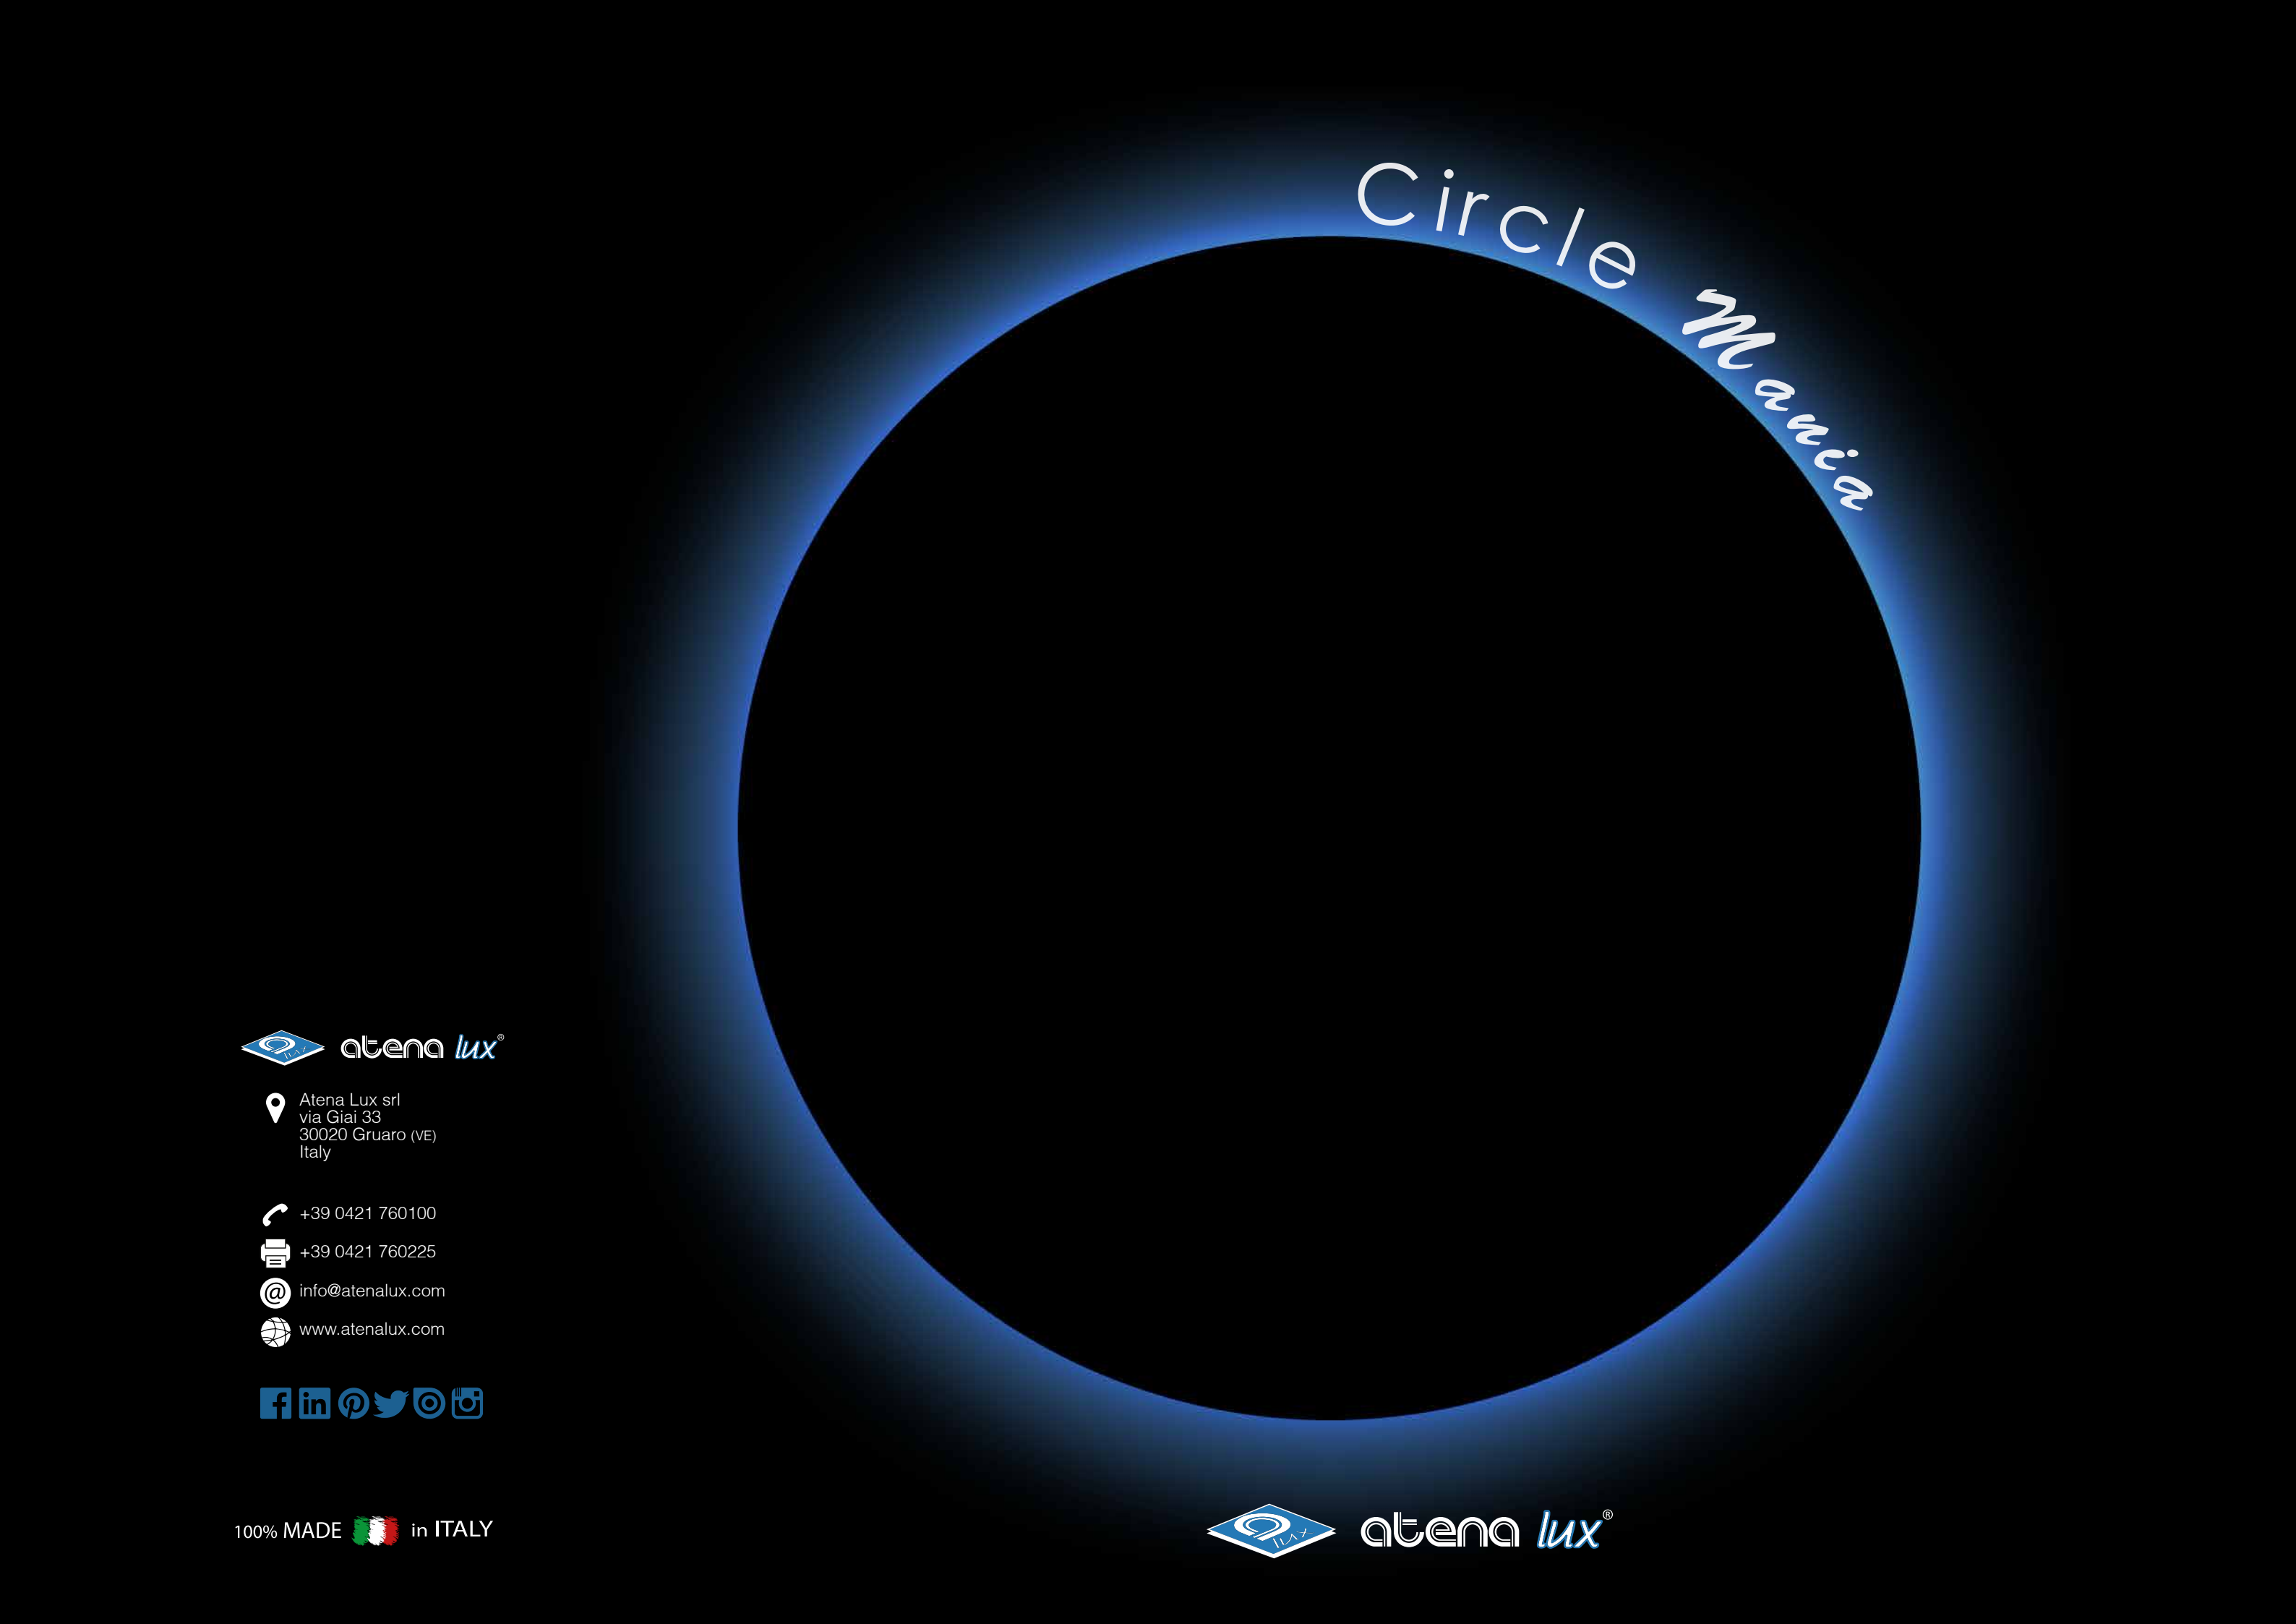 Circle Mania
atena lux®
Atena Lux srl
via Giai 33
30020 Gruaro (VE)
Italy
+39 0421 760100
+39 0421 760225
info@atenalux.com
www.atenalux.com
100% MADE in ITALY
atena lux®